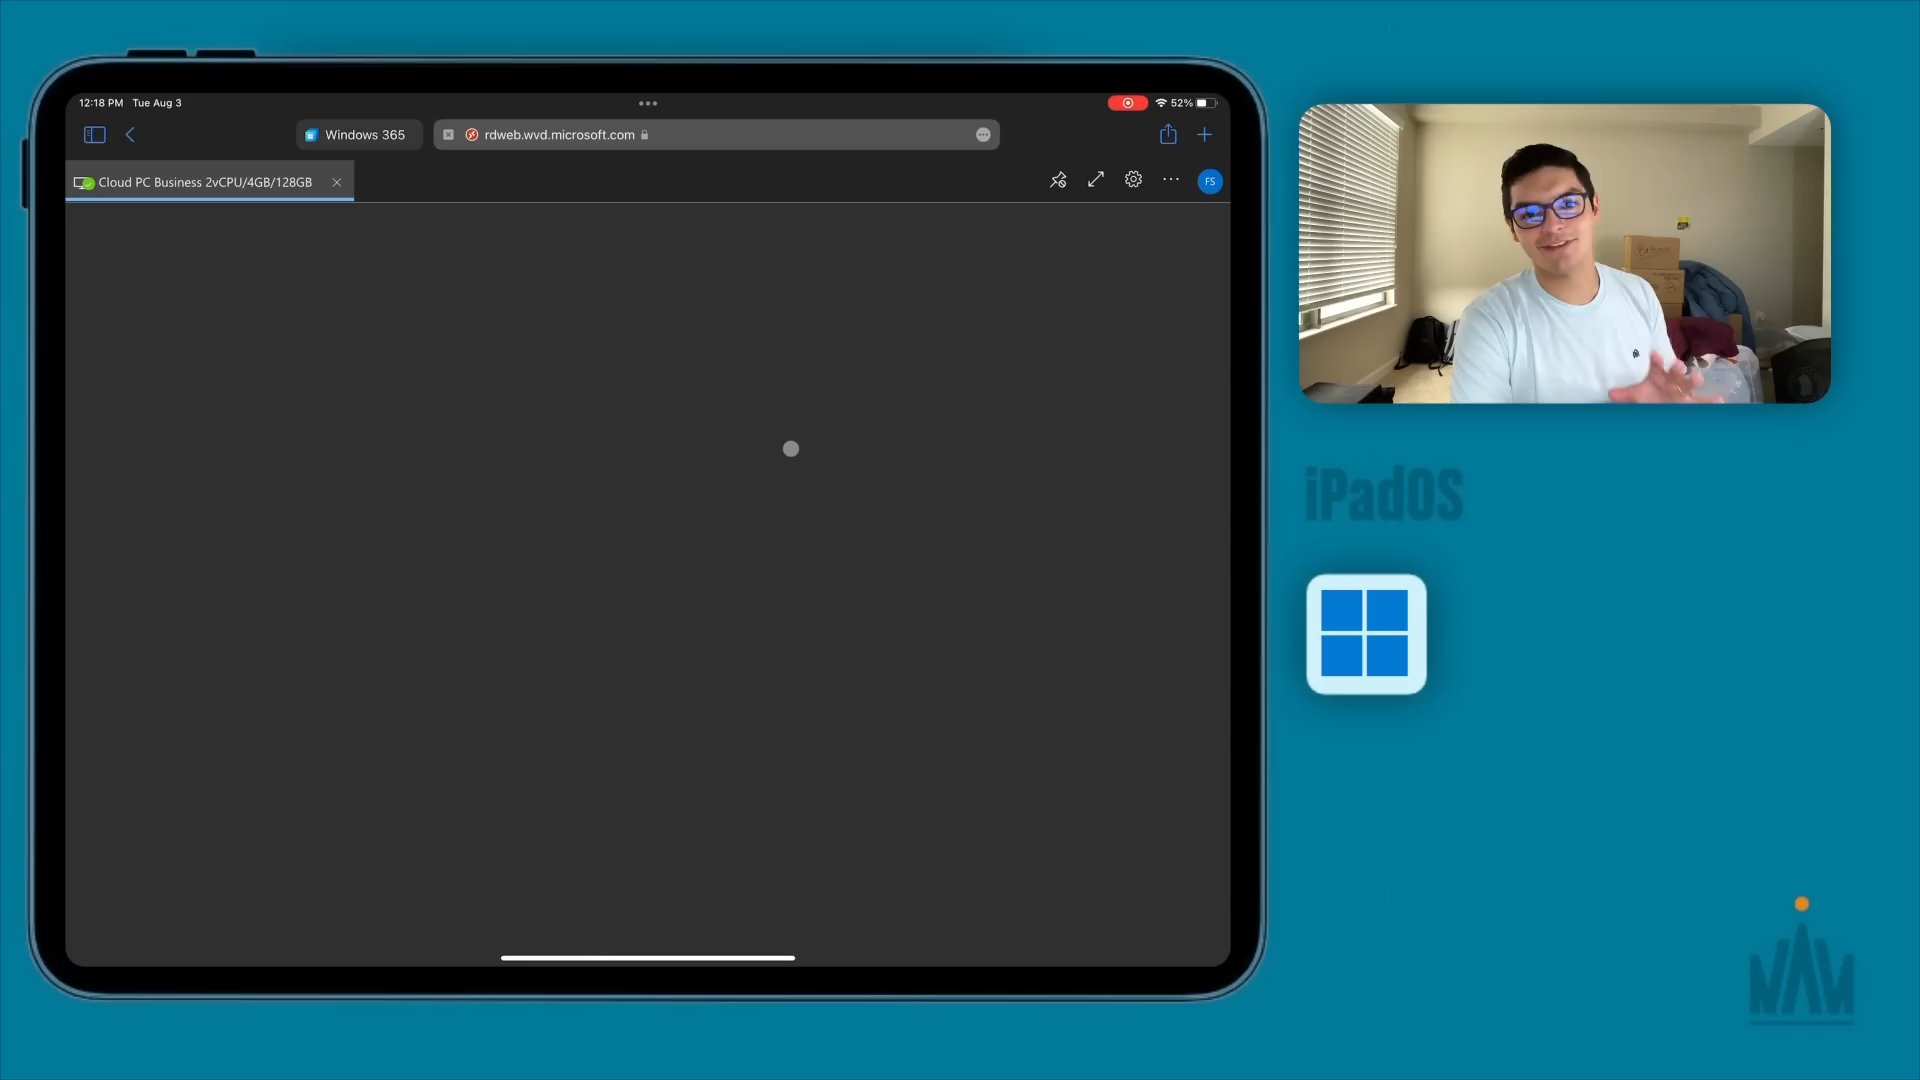 12:18 PM Tue Aug 3
52%
Windows 365
rdweb.wvd.microsoft.com
Cloud PC Business 2vCPU/4GB/128GB
FS
iPadOS